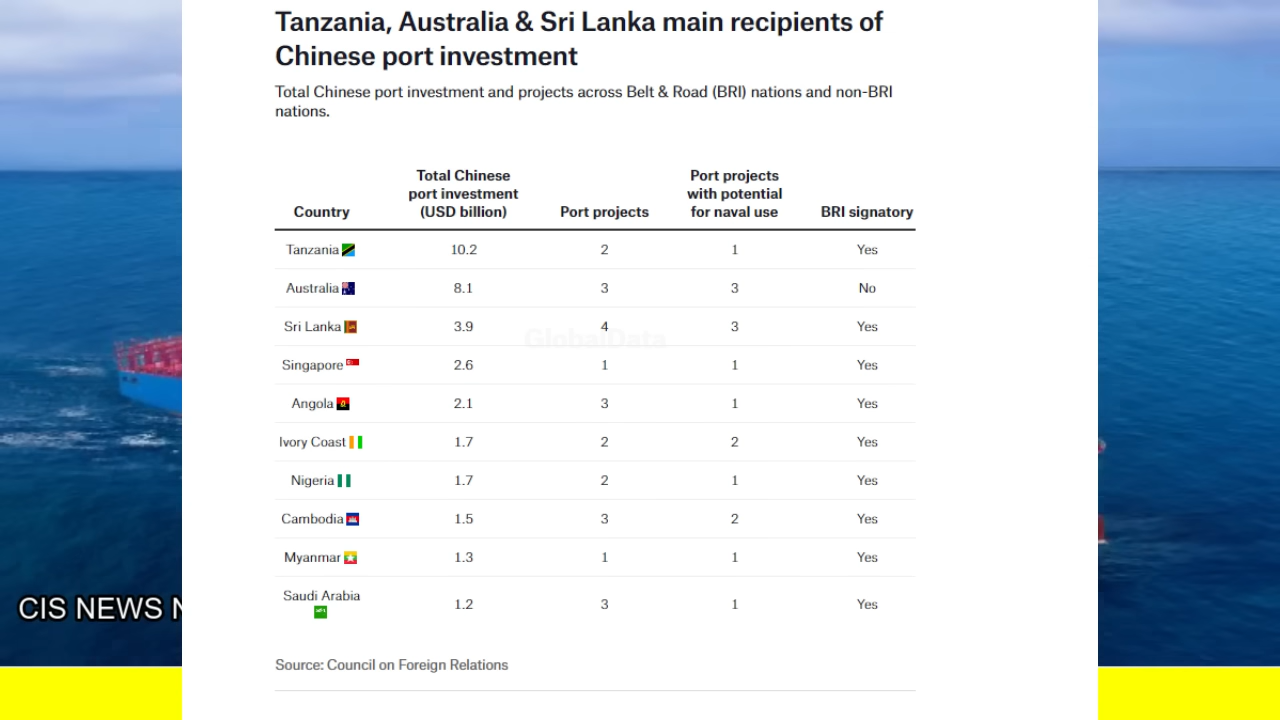 Tanzania, Australia & Sri Lanka main recipients of
Chinese port investment
Total Chinese port investment and projects across Belt & Road (BRI) nations and non-BRI
nations.
Country
Total Chinese
port investment
(USD billion)
Port projects
Port projects
with potential
for naval use
BRI signatory
Tanzania 10.2 2 1 Yes
Australia 8.1 3 3 No
Sri Lanka 3.9 4 3 Yes
GlobalData
Singapore 2.6 1 1 Yes
Angola 2.1 3 1 Yes
Ivory Coast 1.7 2 2 Yes
Nigeria 1.7 2 1 Yes
Cambodia 1.5 3 2 Yes
Myanmar 1.3 1 1 Yes
Saudi Arabia 1.2 3 1 Yes
Source: Council on Foreign Relations
CIS NEWS